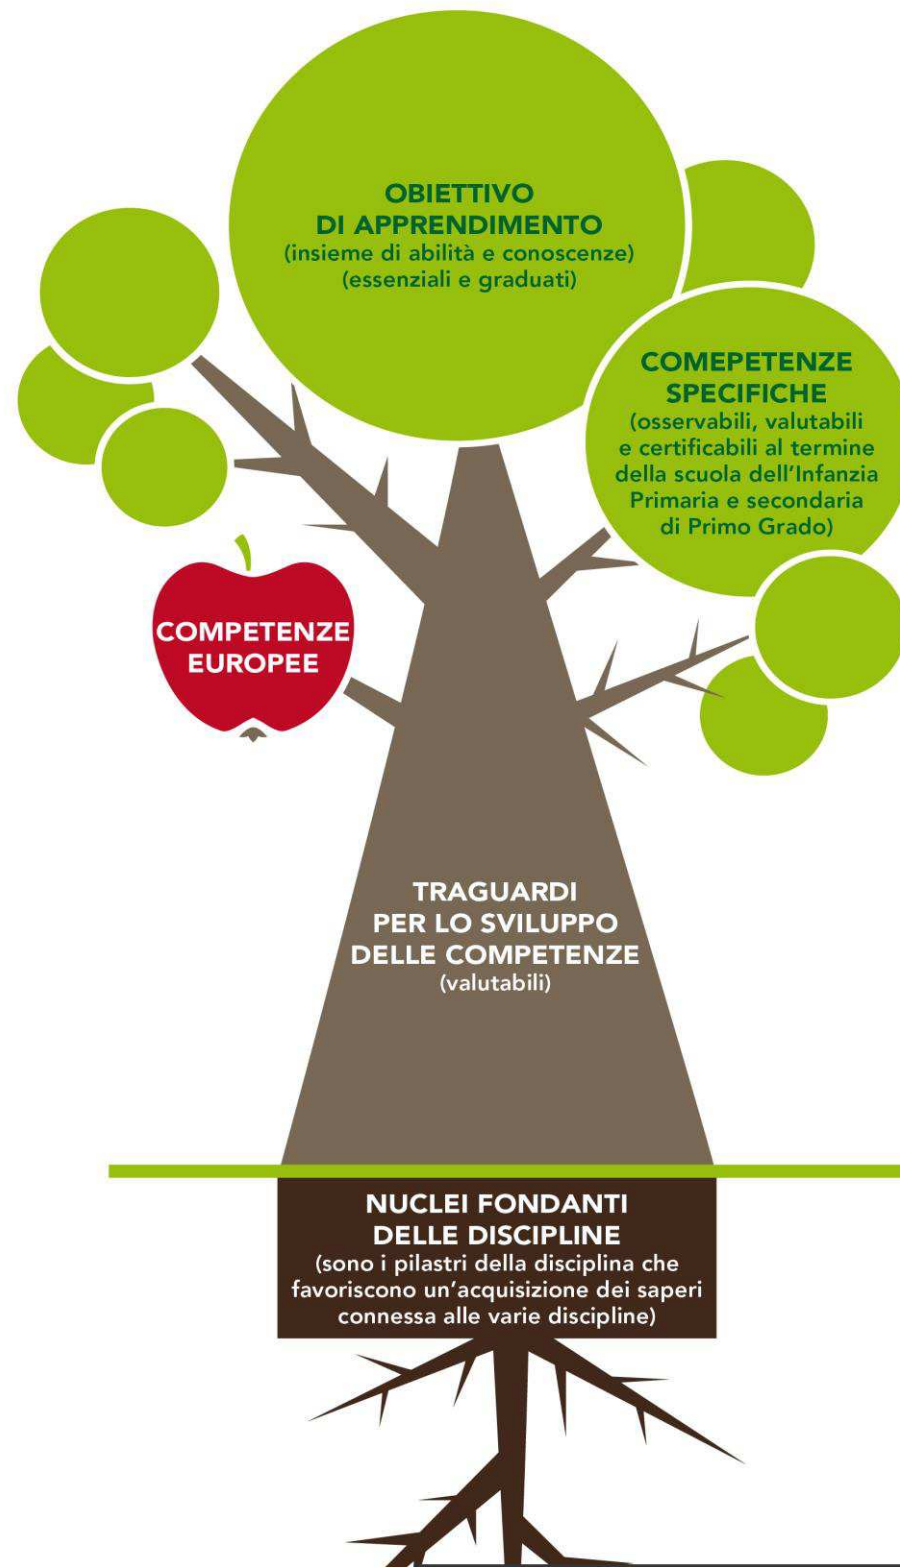 OBIETTIVO
DI APPRENDIMENTO
(insieme di abilità e conoscenze)
(essenziali e graduati)
COMEPETENZE
SPECIFICHE
(osservabili, valutabili
e certificabili al termine
della scuola dell'Infanzia
Primaria e secondaria
di Primo Grado)
COMPETENZE
EUROPEE
TRAGUARDI
PER LO SVILUPPO
DELLE COMPETENZE
(valutabili)
NUCLEI FONDANTI
DELLE DISCIPLINE
(sono i pilastri della disciplina che
favoriscono un'acquisizione dei saperi
connessa alle varie discipline)